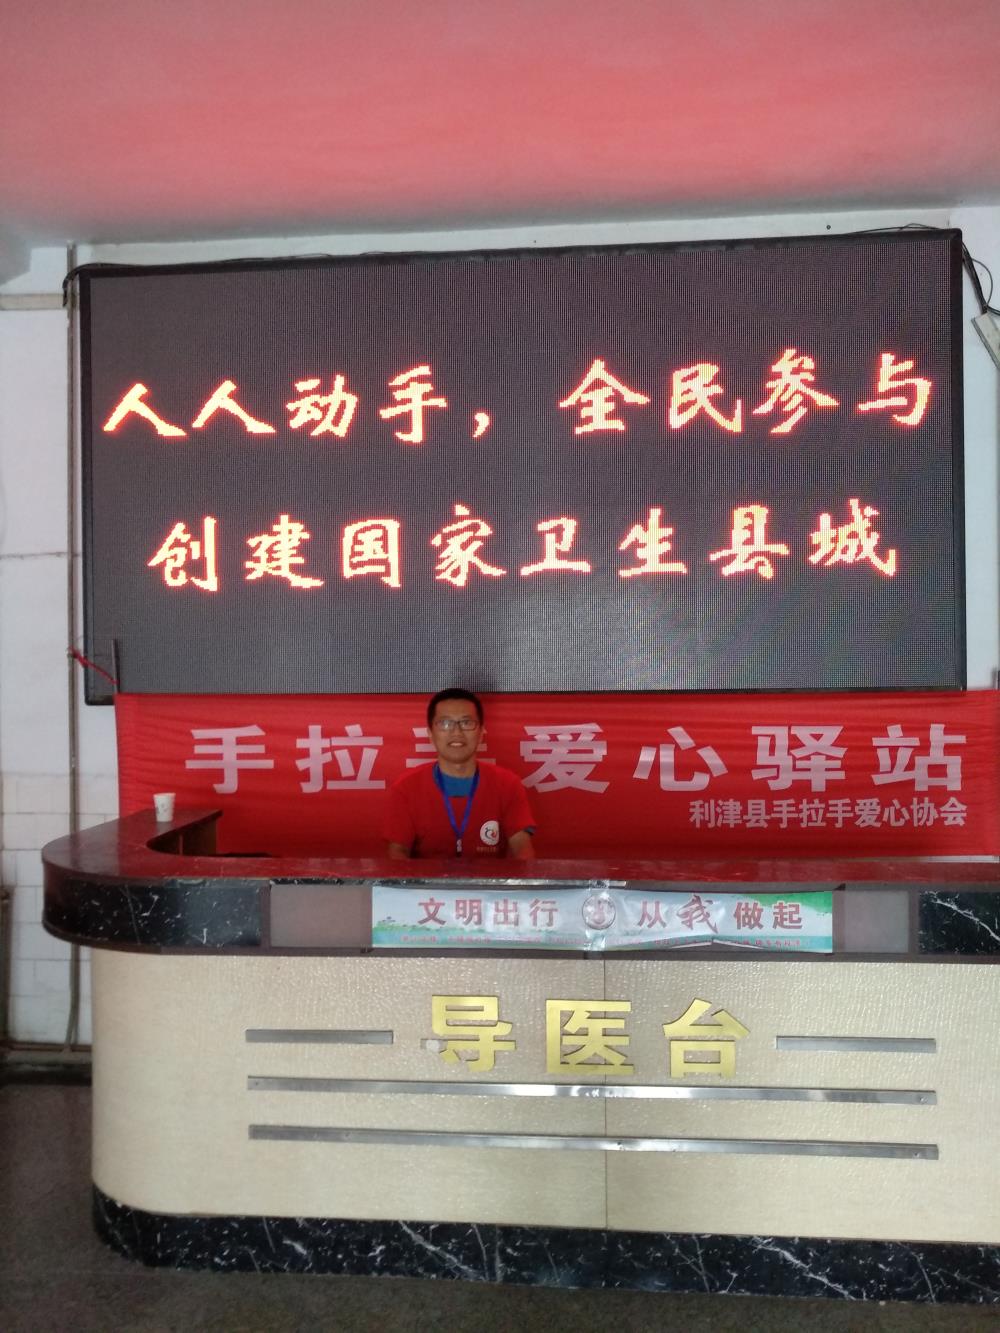 人人动手，全民参与
创建国家卫生县城
手拉手爱心驿站
利津县手拉手爱心协会
文明出行 从我做起
导医台